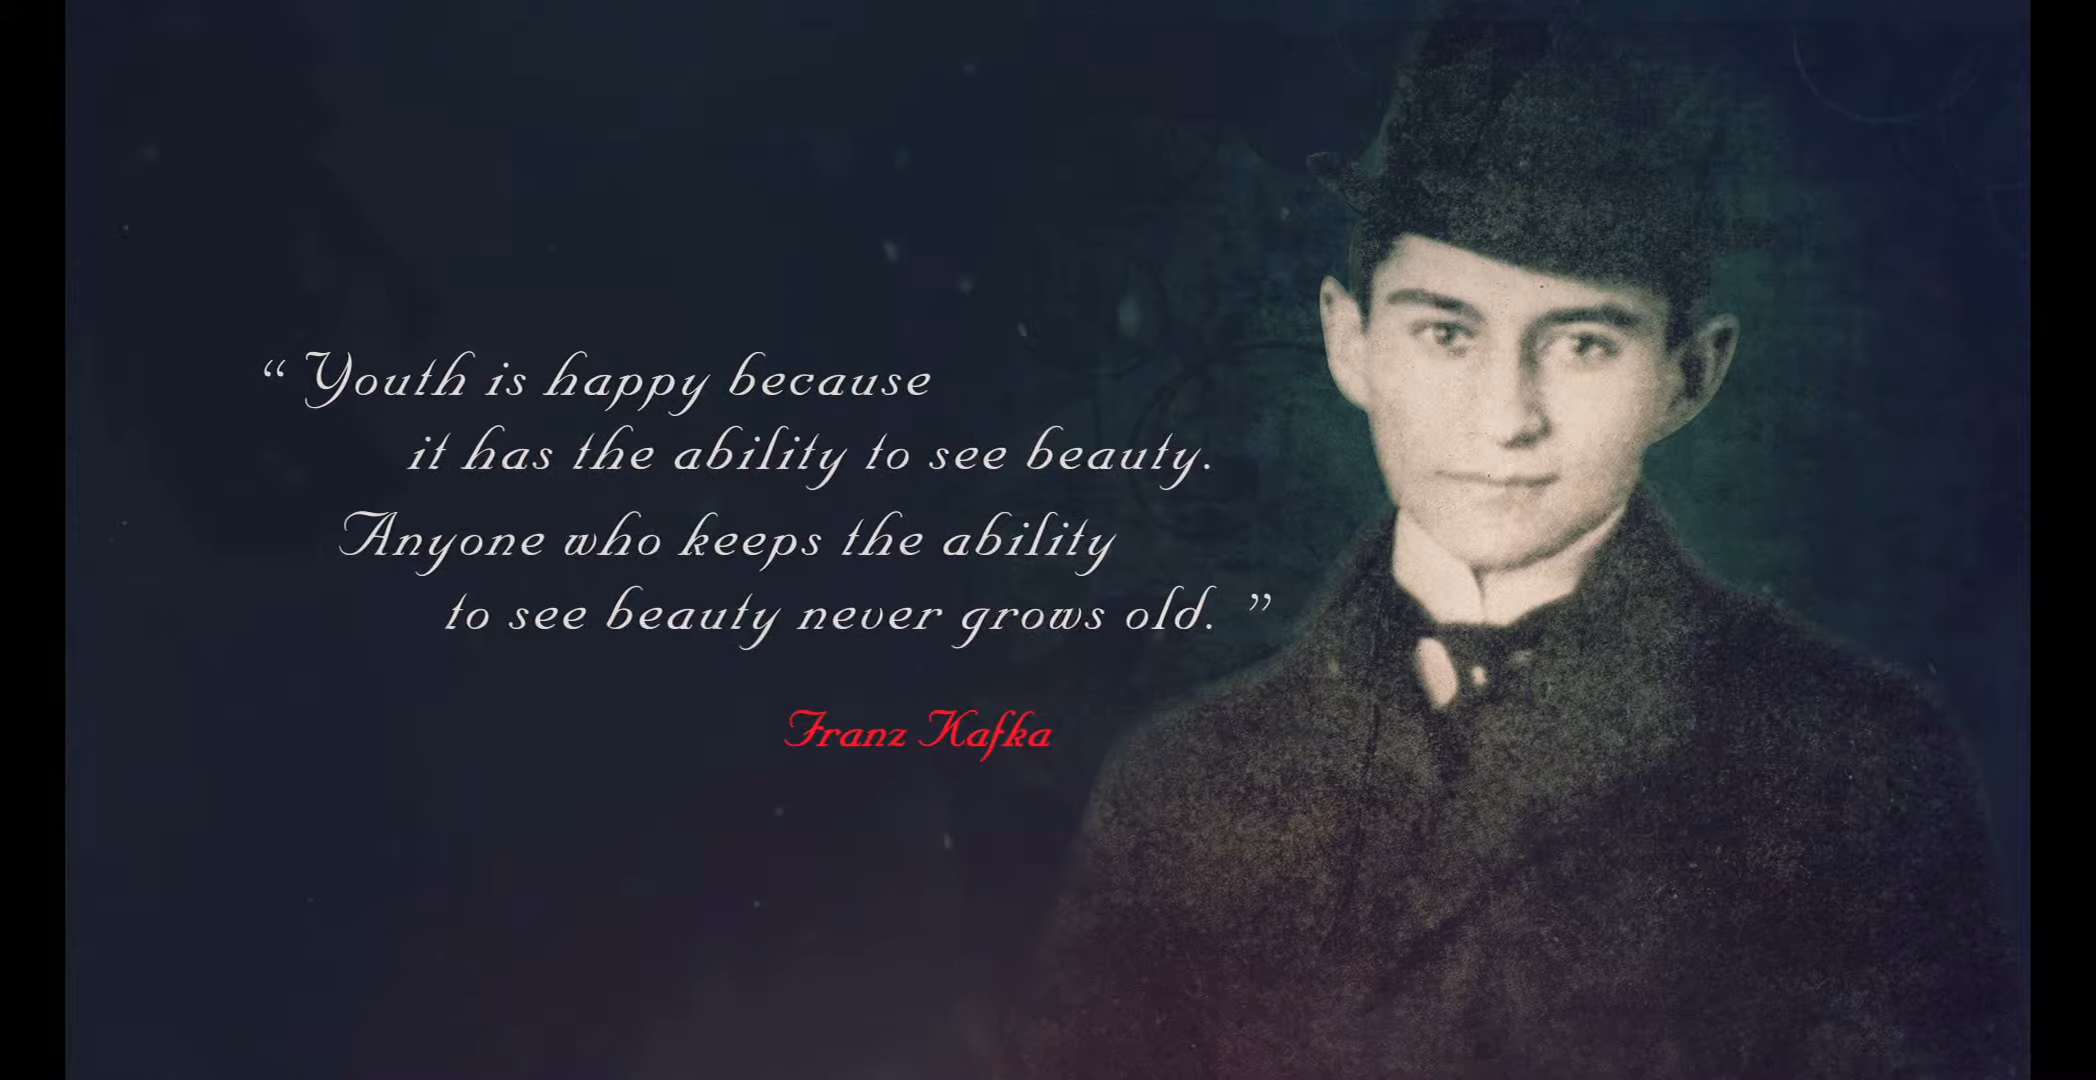 “ Youth is happy because
it has the ability to see beauty.
Anyone who keeps the ability
to see beauty never grows old. ”
Franz Kafka